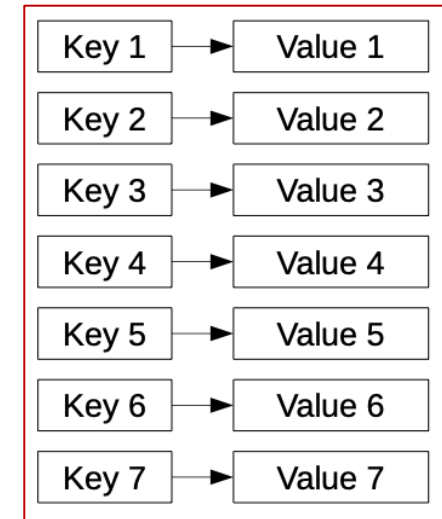 Key 1 Value 1
Key 2 Value 2
Key 3 Value 3
Key 4 Value 4
Key 5 Value 5
Key 6 Value 6
Key 7 Value 7